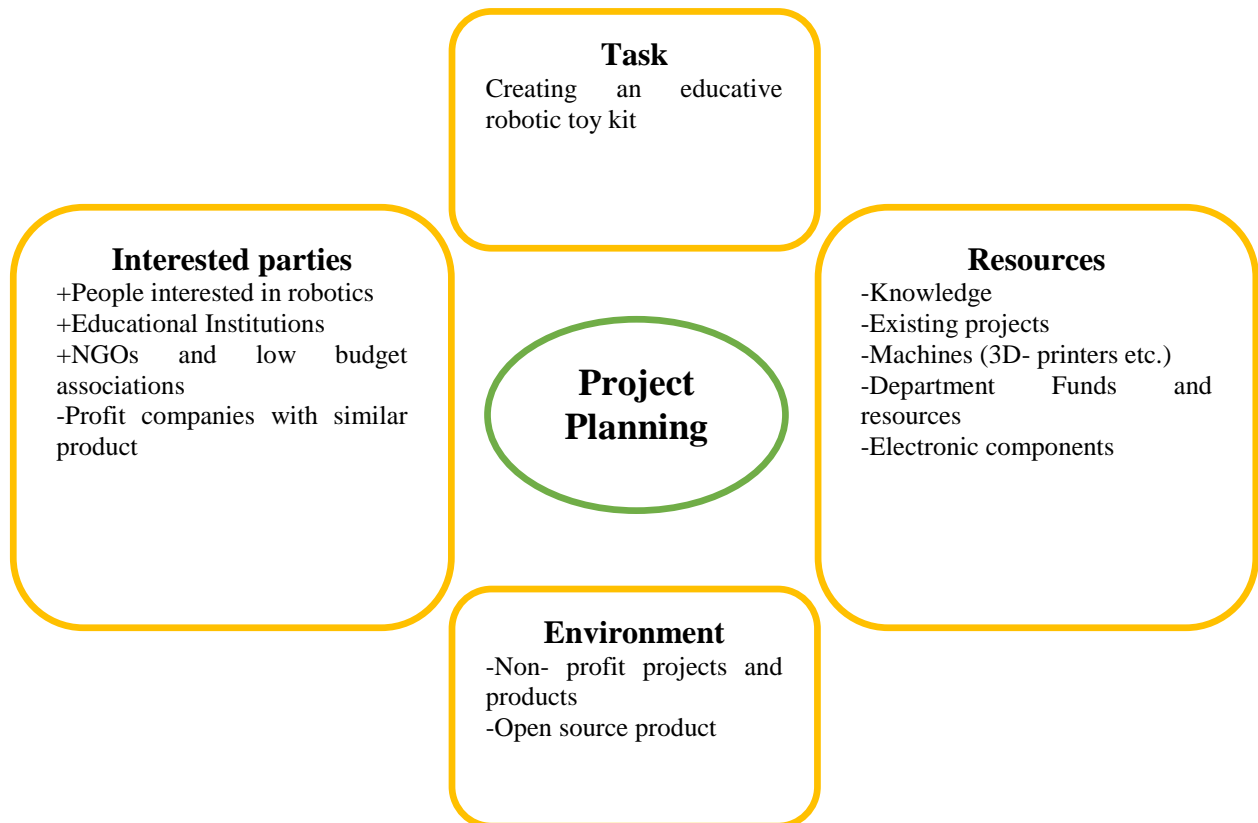 Task
Creating an educative
robotic toy kit
Interested parties
+People interested in robotics
+Educational Institutions
+NGOs and low budget
associations
-Profit companies with similar
product
Project
Planning
Resources
-Knowledge
-Existing projects
-Machines (3D- printers etc.)
-Department Funds and
resources
-Electronic components
Environment
-Non- profit projects and
products
-Open source product